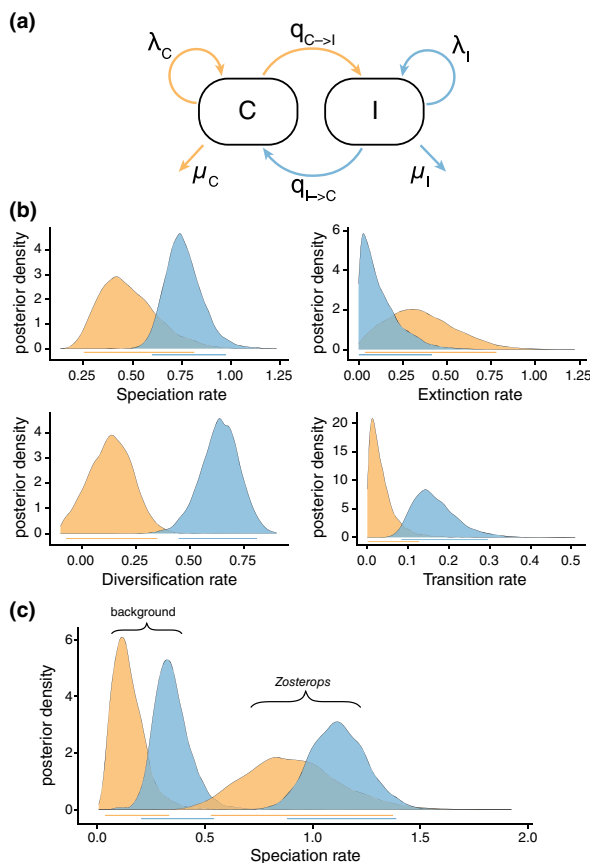 (a)
λC qC->I λI
C I
μC qI->C μI
(b)
posterior density
4
3
2
1
0
0.25 0.50 0.75 1.00 1.25
Speciation rate
posterior density
6
4
2
0
0.00 0.25 0.50 0.75 1.00 1.25
Extinction rate
posterior density
4
3
2
1
0
0.00 0.25 0.50 0.75
Diversification rate
posterior density
20
15
10
5
0
0.0 0.1 0.2 0.3 0.4 0.5
Transition rate
(c)
background
Zosterops
posterior density
6
4
2
0
0.0 0.5 1.0 1.5 2.0
Speciation rate